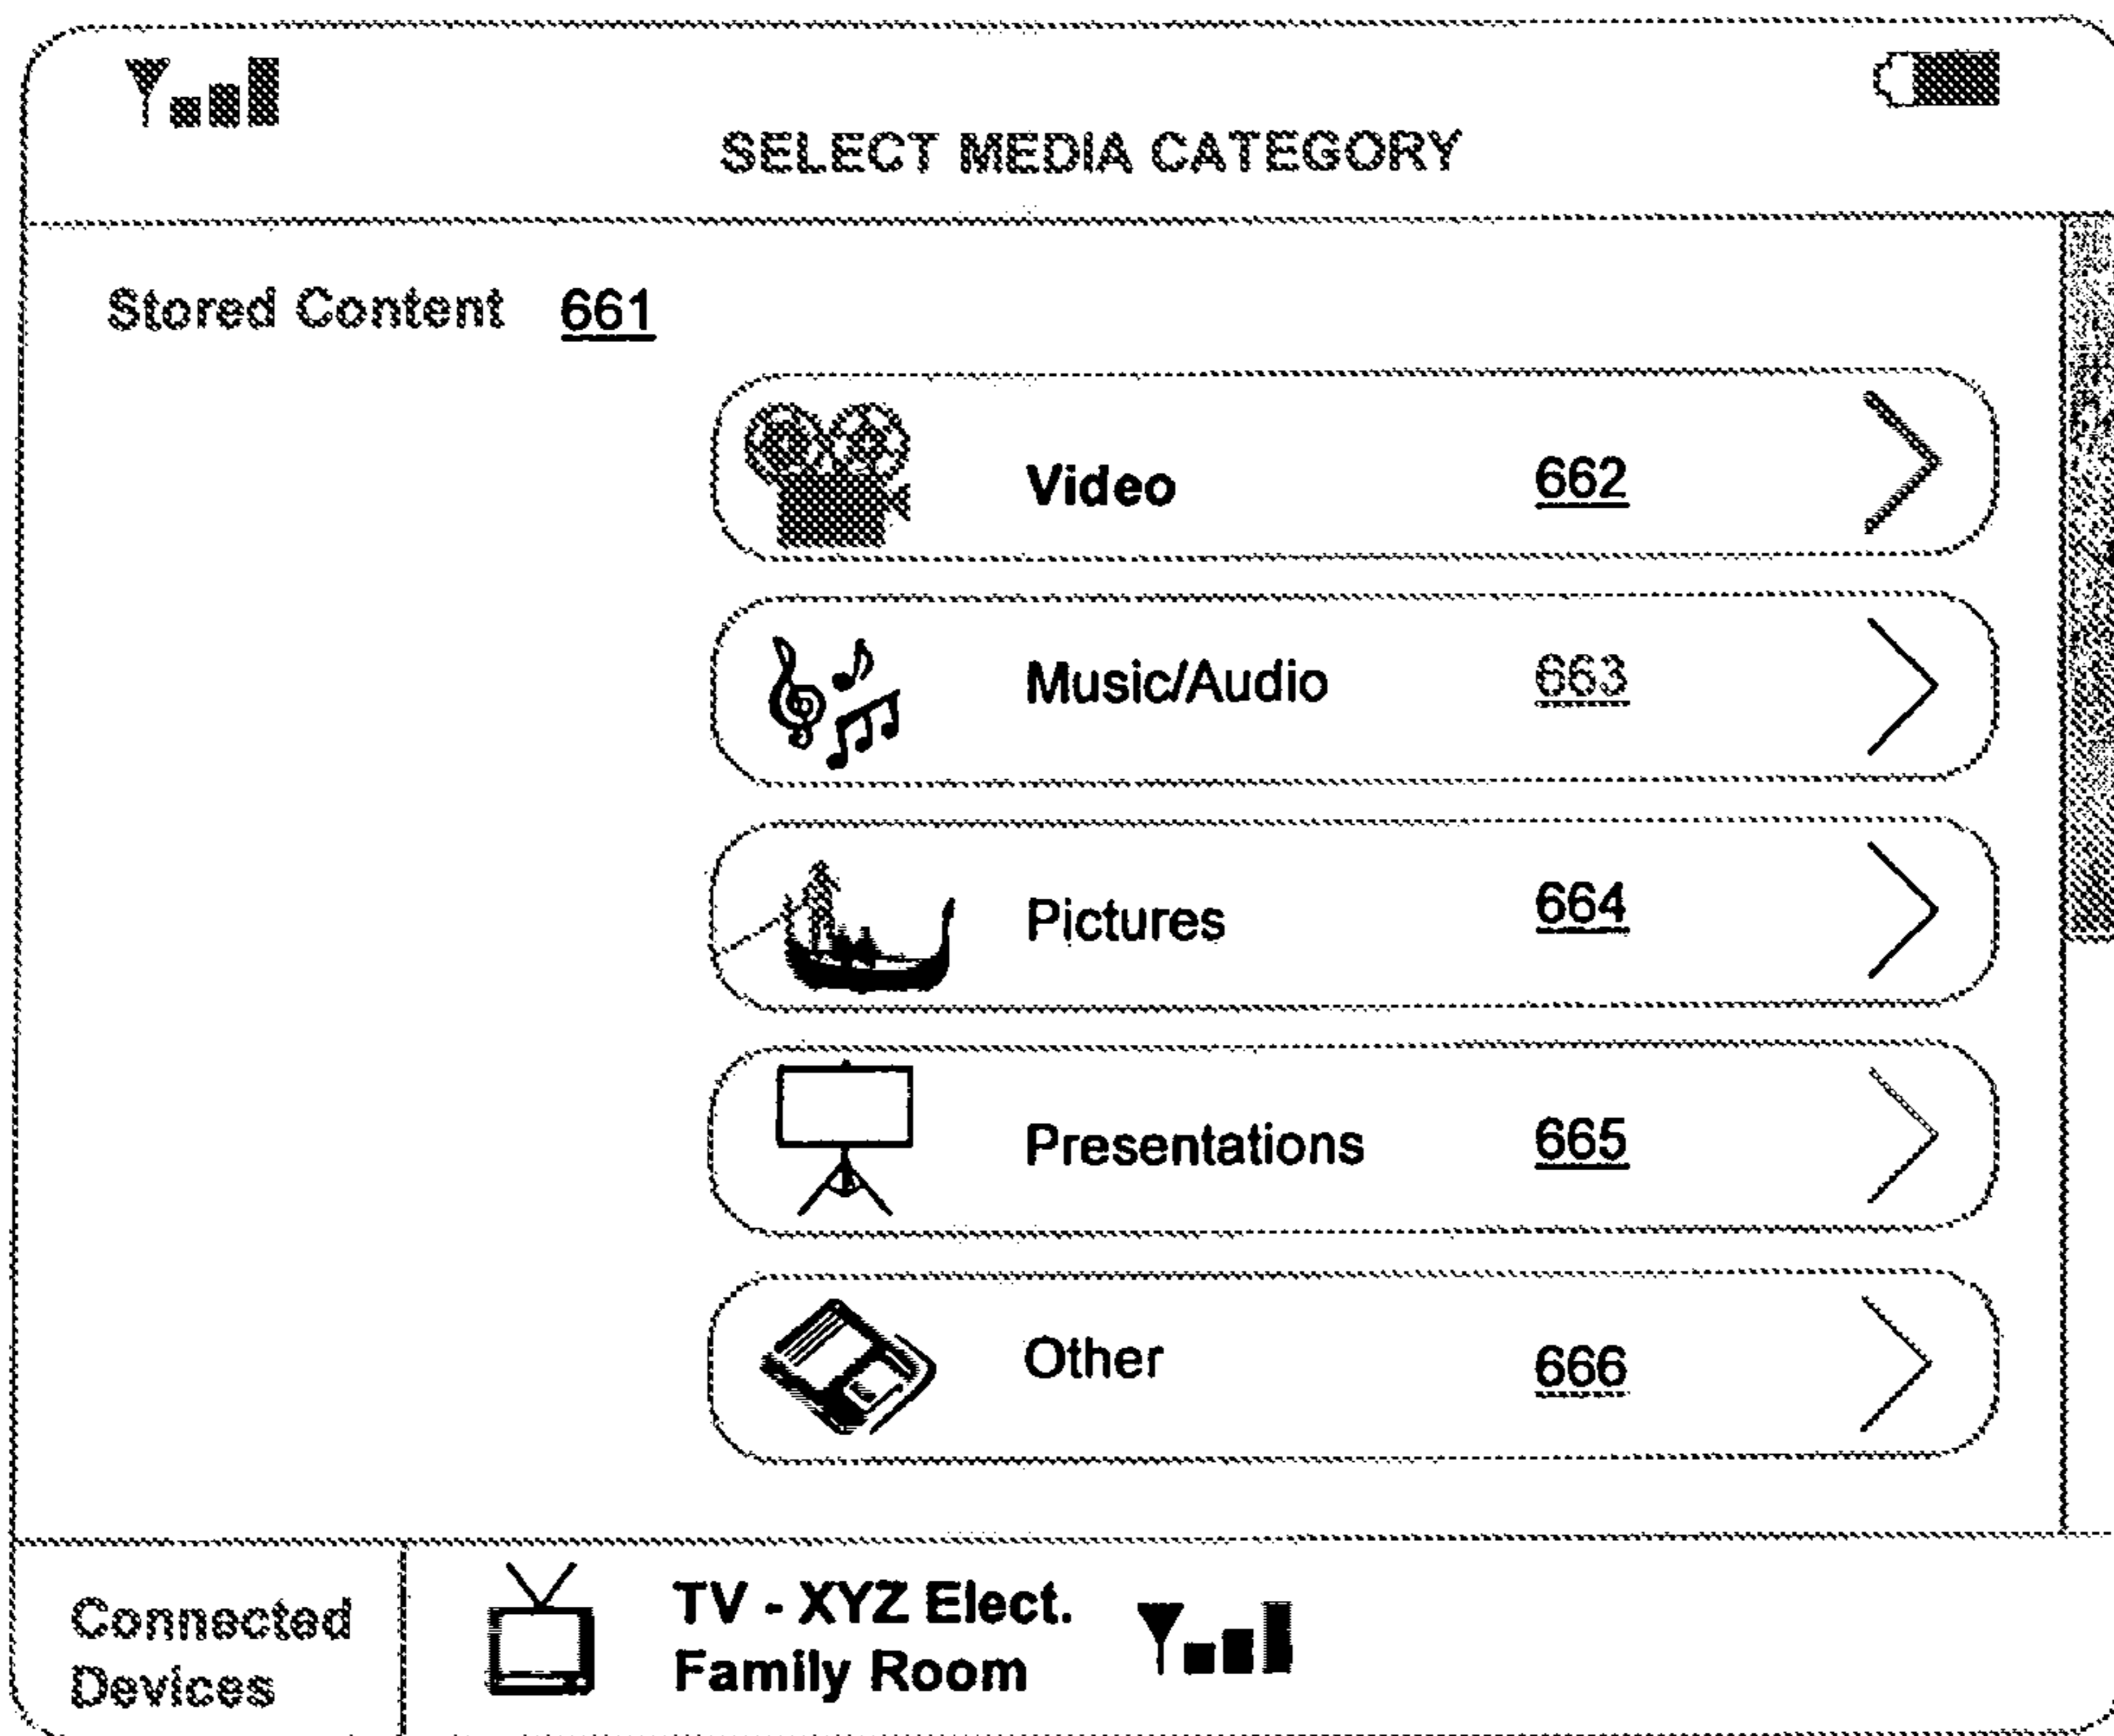 SELECT MEDIA CATEGORY
Stored Content 661
Video 662
Music/Audio 663
Pictures 664
Presentations 665
Other 666
Connected
Devices
TV - XYZ Elect.
Family Room